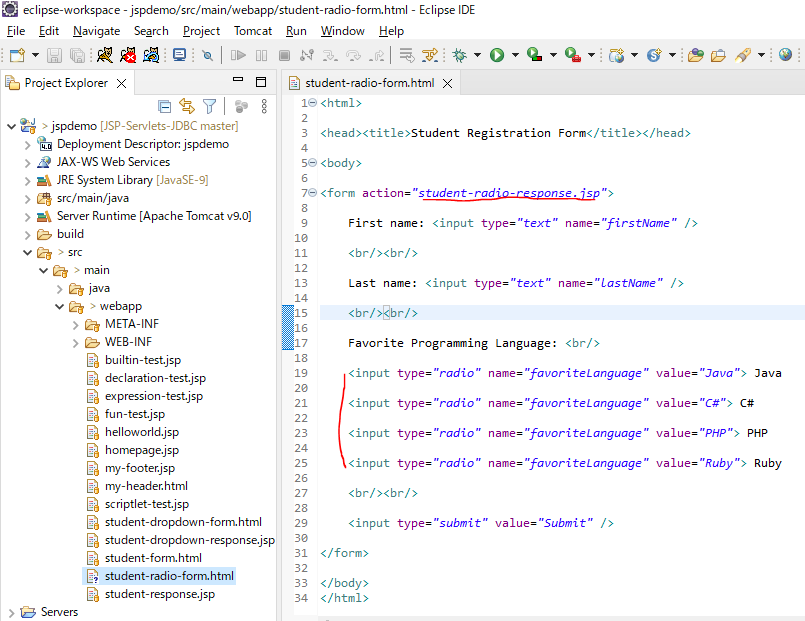 eclipse-workspace - jspdemo/src/main/webapp/student-radio-form.html - Eclipse IDE
File Edit Navigate Search Project Tomcat Run Window Help
Project Explorer
jspdemo [JSP-Servlets-JDBC master]
Deployment Descriptor: jspdemo
JAX-WS Web Services
JRE System Library [JavaSE-9]
src/main/java
Server Runtime [Apache Tomcat v9.0]
build
> src
> main
java
> webapp
META-INF
WEB-INF
builtin-test.jsp
declaration-test.jsp
expression-test.jsp
fun-test.jsp
helloworld.jsp
homepage.jsp
my-footer.jsp
my-header.html
scriptlet-test.jsp
student-dropdown-form.html
student-dropdown-response.jsp
student-form.html
student-radio-form.html
student-response.jsp
Servers
student-radio-form.html
1 <html>
2
3 <head><title>Student Registration Form</title></head>
4
5 <body>
6
7 <form action="student-radio-response.jsp">
8
9 First name: <input type="text" name="firstName" />
10
11 <br/><br/>
12
13 Last name: <input type="text" name="lastName" />
14
15 <br/><br/>
16
17 Favorite Programming Language: <br/>
18
19 <input type="radio" name="favoriteLanguage" value="Java"> Java
20
21 <input type="radio" name="favoriteLanguage" value="C#"> C#
22
23 <input type="radio" name="favoriteLanguage" value="PHP"> PHP
24
25 <input type="radio" name="favoriteLanguage" value="Ruby"> Ruby
26
27 <br/><br/>
28
29 <input type="submit" value="Submit" />
30
31 </form>
32
33 </body>
34 </html>